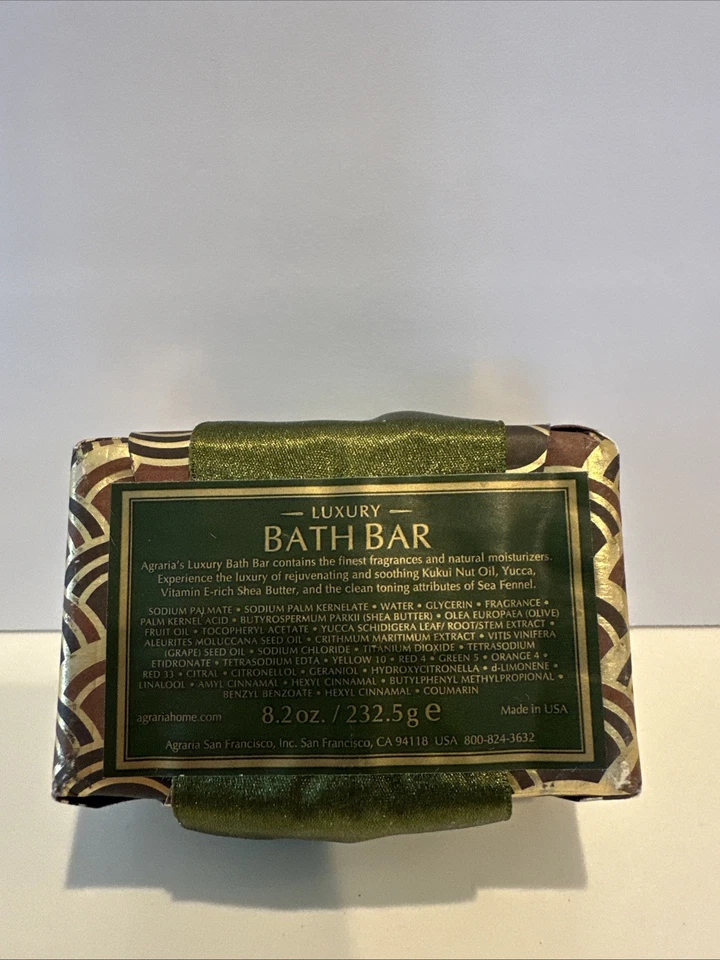 LUXURY
BATH BAR
Agraria's Luxury Bath Bar contains the finest fragrances and natural moisturizers.
Experience the luxury of rejuvenating and soothing Kukui Nut Oil, Yucca,
Vitamin E-rich Shea Butter, and the clean toning attributes of Sea Fennel.
SODIUM PALMATE • SODIUM PALM KERNELATE • WATER • GLYCERIN • FRAGRANCE •
PALM KERNEL ACID • BUTYROSPERMUM PARKII (SHEA BUTTER) • OLEA EUROPAEA (OLIVE)
FRUIT OIL • TOCOPHERYL ACETATE • YUCCA SCHIDIGERA LEAF/ ROOTISTEM EXTRACT •
ALEURITES MOLUCCANA SEED OIL • CRITHMUM MARITIMUM EXTRACT • VITIS VINIFERA
(GRAPE) SEED OIL • SODIUM CHLORIDE • TITANIUM DIOXIDE • TETRASODIUM
ETIDRONATE • TETRASODIUM EDTA • YELLOW 10 • RED 4 • GREEN 5 • ORANGE 4 •
RED 33 • CITRAL • CITRONELLOL • GERANIOL • HYDROXYCITRONELLA • d-LIMONENE •
LINALOOL • AMYL CINNAMAL • HEXYL CINNAMAL • BUTYLPHENYL METHYLPROPIONAL •
BENZYL BENZOATE • HEXYL CINNAMAL • COUMARIN
agrariahome.com 8.2 oz. / 232.5g e Made in USA
Agraria San Francisco, Inc. San Francisco, CA 94118 USA 800-824-3632